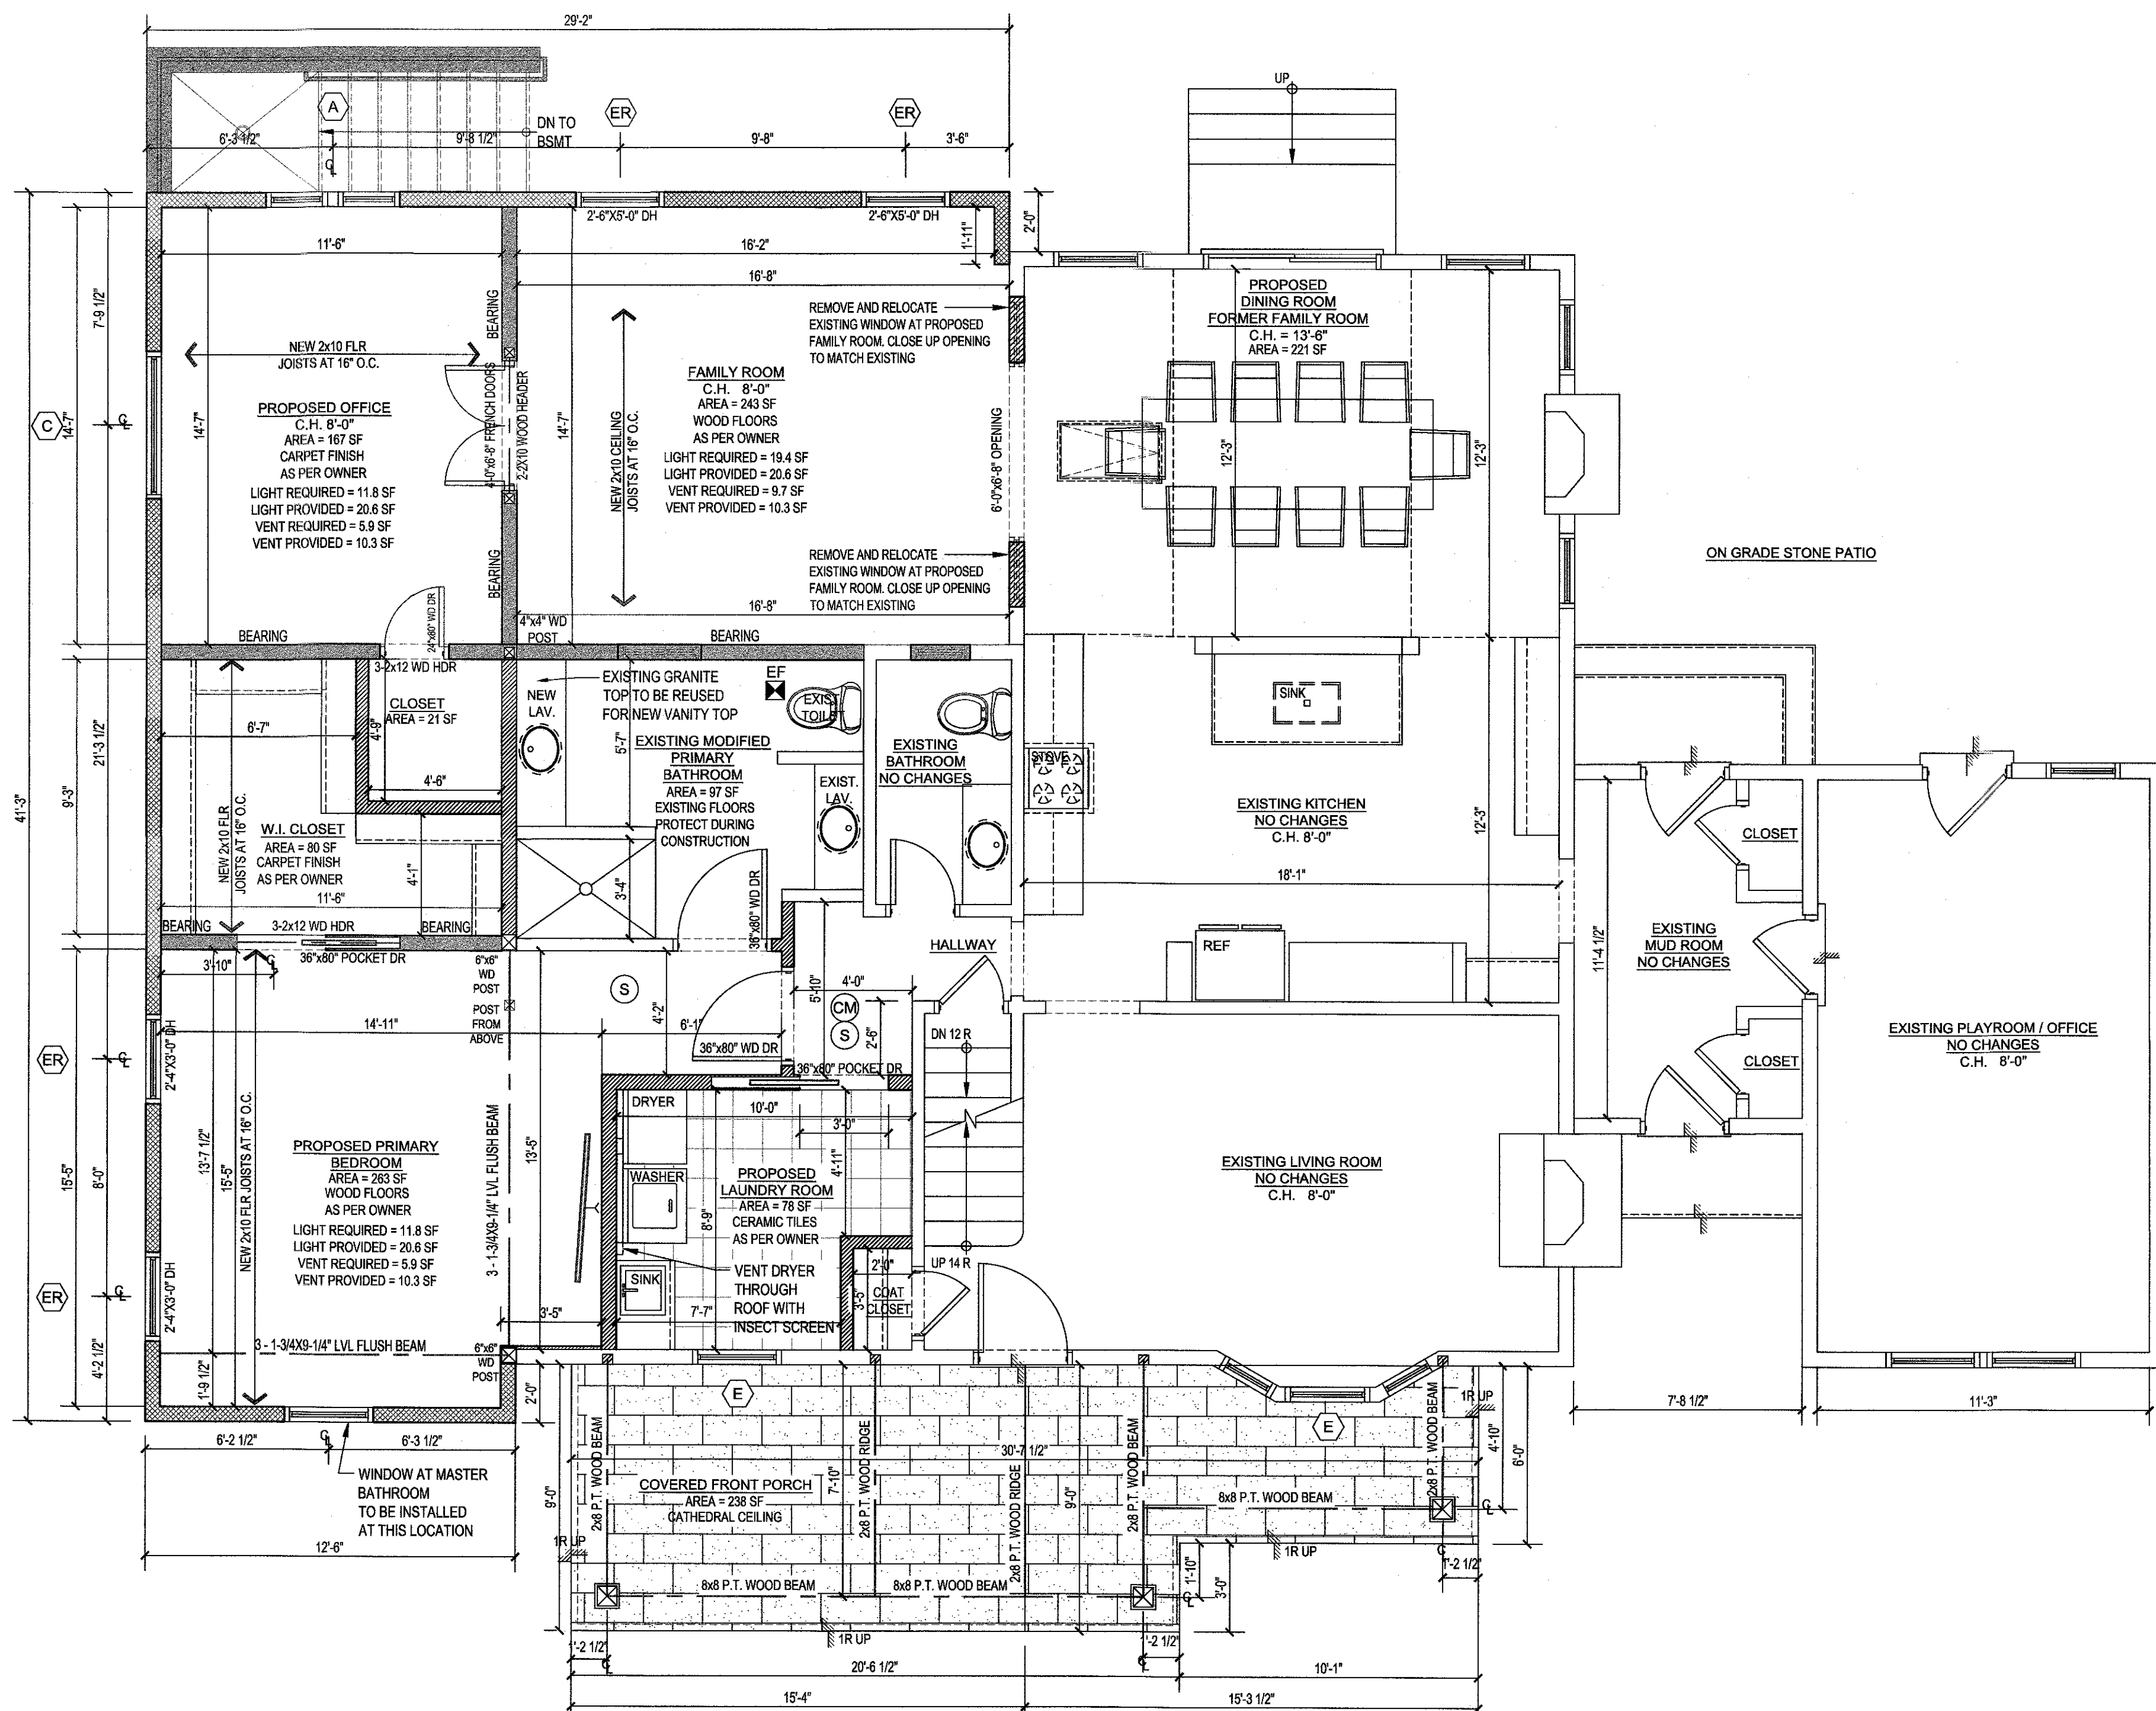 29'-2"
UP
A
ER
ER
DN TO
BSMT
6'-3 1/2"
9'-8 1/2"
9'-8"
3'-6"
2'-6"X5'-0" DH
2'-6"X5'-0" DH
1'-11"
2'-0"
11'-6"
16'-2"
16'-8"
7'-9 1/2"
BEARING
REMOVE AND RELOCATE
EXISTING WINDOW AT PROPOSED
FAMILY ROOM. CLOSE UP OPENING
TO MATCH EXISTING
PROPOSED
DINING ROOM
FORMER FAMILY ROOM
C.H. = 13'-6"
AREA = 221 SF
NEW 2x10 FLR
JOISTS AT 16" O.C.
FAMILY ROOM
C.H. 8'-0"
AREA = 243 SF
WOOD FLOORS
AS PER OWNER
LIGHT REQUIRED = 19.4 SF
LIGHT PROVIDED = 20.6 SF
VENT REQUIRED = 9.7 SF
VENT PROVIDED = 10.3 SF
PROPOSED OFFICE
C.H. 8'-0"
AREA = 167 SF
CARPET FINISH
AS PER OWNER
LIGHT REQUIRED = 11.8 SF
LIGHT PROVIDED = 20.6 SF
VENT REQUIRED = 5.9 SF
VENT PROVIDED = 10.3 SF
C
14'-7"
14'-7"
4'-0"x6'-8" FRENCH DOORS
2-2X10 WOOD HEADER
14'-7"
NEW 2x10 CEILING
JOISTS AT 16" O.C.
6'-0"x6'-8" OPENING
12'-3"
12'-3"
ON GRADE STONE PATIO
REMOVE AND RELOCATE
EXISTING WINDOW AT PROPOSED
FAMILY ROOM. CLOSE UP OPENING
TO MATCH EXISTING
BEARING
16'-8"
24"x80" WD DR
4"x4" WD
POST
BEARING
BEARING
3-2x12 WD HDR
CLOSET
AREA = 21 SF
4'-9"
4'-6"
6'-7"
NEW
LAV.
EXISTING GRANITE
TOP TO BE REUSED
FOR NEW VANITY TOP
EF
EXIST.
TOILET
5'-7"
EXISTING MODIFIED
PRIMARY
BATHROOM
AREA = 97 SF
EXISTING FLOORS
PROTECT DURING
CONSTRUCTION
EXIST.
LAV.
EXISTING
BATHROOM
NO CHANGES
SINK
STOVE
EXISTING KITCHEN
NO CHANGES
C.H. 8'-0"
12'-3"
18'-1"
CLOSET
41'-3"
21'-3 1/2"
9'-3"
NEW 2x10 FLR
JOISTS AT 16" O.C.
W.I. CLOSET
AREA = 80 SF
CARPET FINISH
AS PER OWNER
4'-1"
11'-6"
3'-4"
36"x80" WD DR
BEARING
3-2x12 WD HDR
BEARING
36"x80" POCKET DR
3'-10"
6"x6"
WD
POST
POST
FROM
ABOVE
S
4'-2"
5'-10"
4'-0"
CM
S
HALLWAY
REF
11'-4 1/2"
EXISTING
MUD ROOM
NO CHANGES
EXISTING PLAYROOM / OFFICE
NO CHANGES
C.H. 8'-0"
CLOSET
14'-11"
6'-1"
36"x80" WD DR
2'-6"
36"x80" POCKET DR
DN 12 R
ER
2'-4"X3'-0" DH
DRYER
10'-0"
3'-0"
4'-11"
WASHER
PROPOSED
LAUNDRY ROOM
AREA = 78 SF
CERAMIC TILES
AS PER OWNER
8'-9"
EXISTING LIVING ROOM
NO CHANGES
C.H. 8'-0"
15'-5"
8'-0"
13'-7 1/2"
15'-5"
NEW 2x10 FLR JOISTS AT 16" O.C.
PROPOSED PRIMARY
BEDROOM
AREA = 263 SF
WOOD FLOORS
AS PER OWNER
LIGHT REQUIRED = 11.8 SF
LIGHT PROVIDED = 20.6 SF
VENT REQUIRED = 5.9 SF
VENT PROVIDED = 10.3 SF
3 - 1-3/4X9-1/4" LVL FLUSH BEAM
13'-5"
ER
2'-4"X3'-0" DH
VENT DRYER
THROUGH
ROOF WITH
INSECT SCREEN
SINK
7'-7"
2'-0"
3'-5"
COAT
CLOSET
UP 14 R
3'-5"
3 - 1-3/4X9-1/4" LVL FLUSH BEAM
6"x6"
WD
POST
4'-2 1/2"
1'-9 1/2"
2'-0"
6'-2 1/2"
6'-3 1/2"
WINDOW AT MASTER
BATHROOM
TO BE INSTALLED
AT THIS LOCATION
12'-6"
E
E
1R UP
7'-8 1/2"
11'-3"
9'-0"
2x8 P.T. WOOD BEAM
COVERED FRONT PORCH
AREA = 238 SF
CATHEDRAL CEILING
7'-10"
2x8 P.T. WOOD RIDGE
30'-7 1/2"
2x8 P.T. WOOD RIDGE
9'-0"
2x8 P.T. WOOD BEAM
8x8 P.T. WOOD BEAM
2x8 P.T. WOOD BEAM
4'-10"
6'-0"
1R UP
1R UP
8x8 P.T. WOOD BEAM
8x8 P.T. WOOD BEAM
1'-10"
3'-0"
1'-2 1/2"
1R UP
1'-2 1/2"
1'-2 1/2"
20'-6 1/2"
10'-1"
15'-4"
15'-3 1/2"